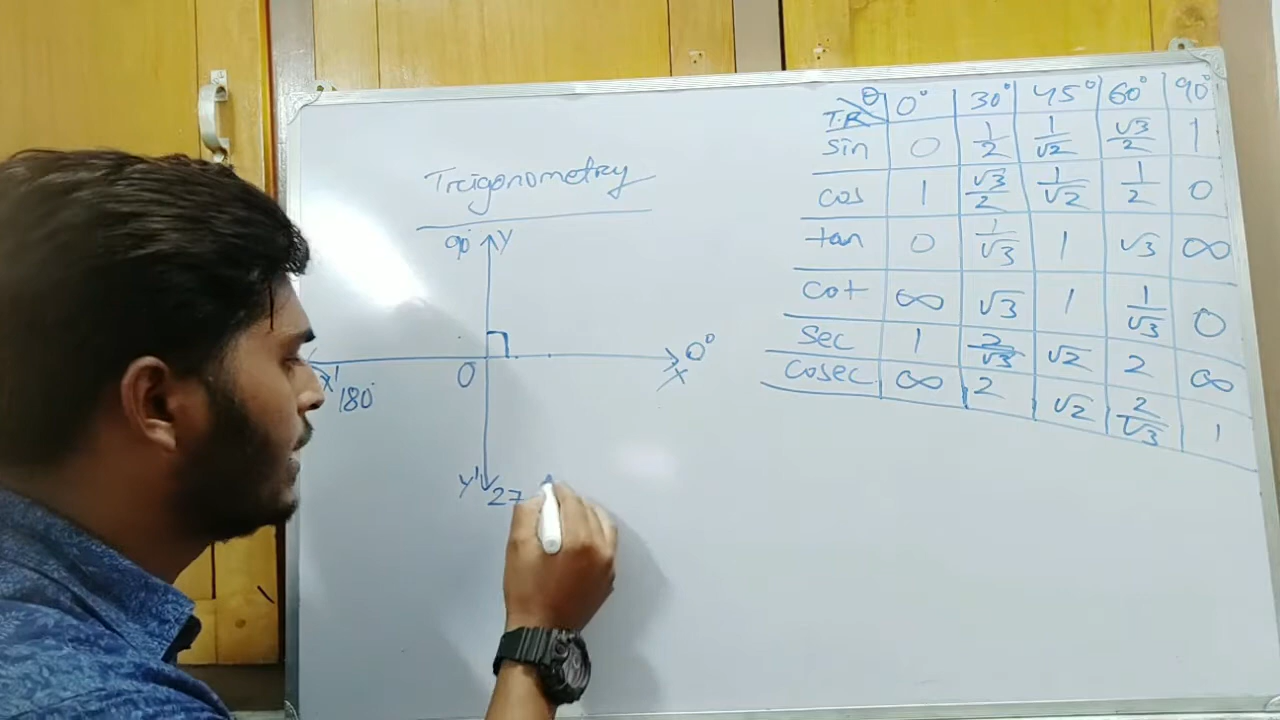 Trigonometry
90° Y
0°
X
X' 180°
O
Y' 27
θ T.R 0° 30° 45° 60° 90°
sin 0 1/2 1/√2 √3/2 1
cos 1 √3/2 1/√2 1/2 0
tan 0 1/√3 1 √3 ∞
cot ∞ √3 1 1/√3 0
sec 1 2/√3 √2 2 ∞
cosec ∞ 2 √2 2/√3 1